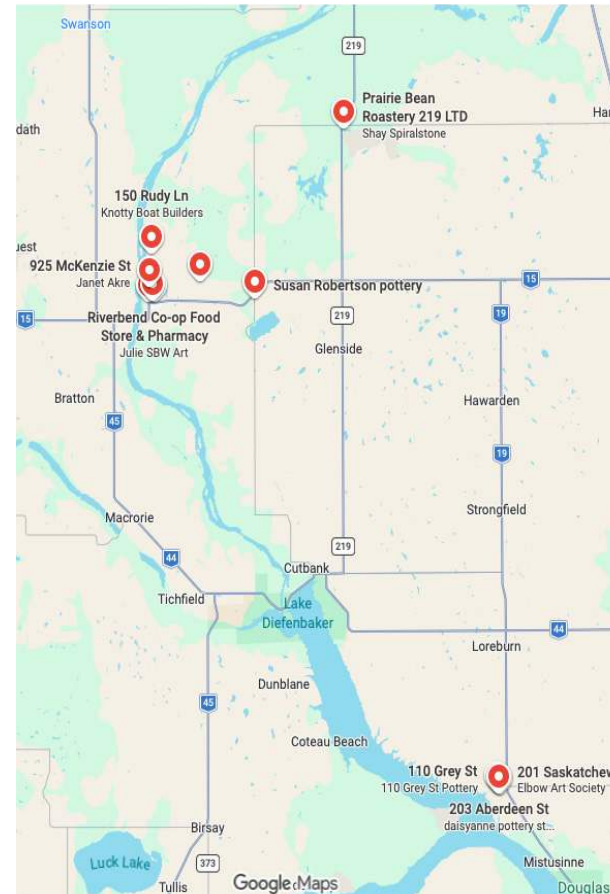 Swanson
219
Prairie Bean
Roastery 219 LTD
Shay Spiralstone
Har
dath
150 Rudy Ln
Knotty Boat Builders
uest
925 McKenzie St
Janet Akre
Susan Robertson pottery
15
15
Riverbend Co-op Food
Store & Pharmacy
Julie SBW Art
219
19
Glenside
Bratton
45
Hawarden
19
Strongfield
Macrorie
219
44
Cutbank
Tichfield
Lake
Diefenbaker
44
Loreburn
Dunblane
45
Coteau Beach
110 Grey St
110 Grey St Pottery
201 Saskatchew
Elbow Art Society
203 Aberdeen St
daisyanne pottery st...
Birsay
Luck Lake
373
Mistusinne
Tullis
Google Maps
Douglas